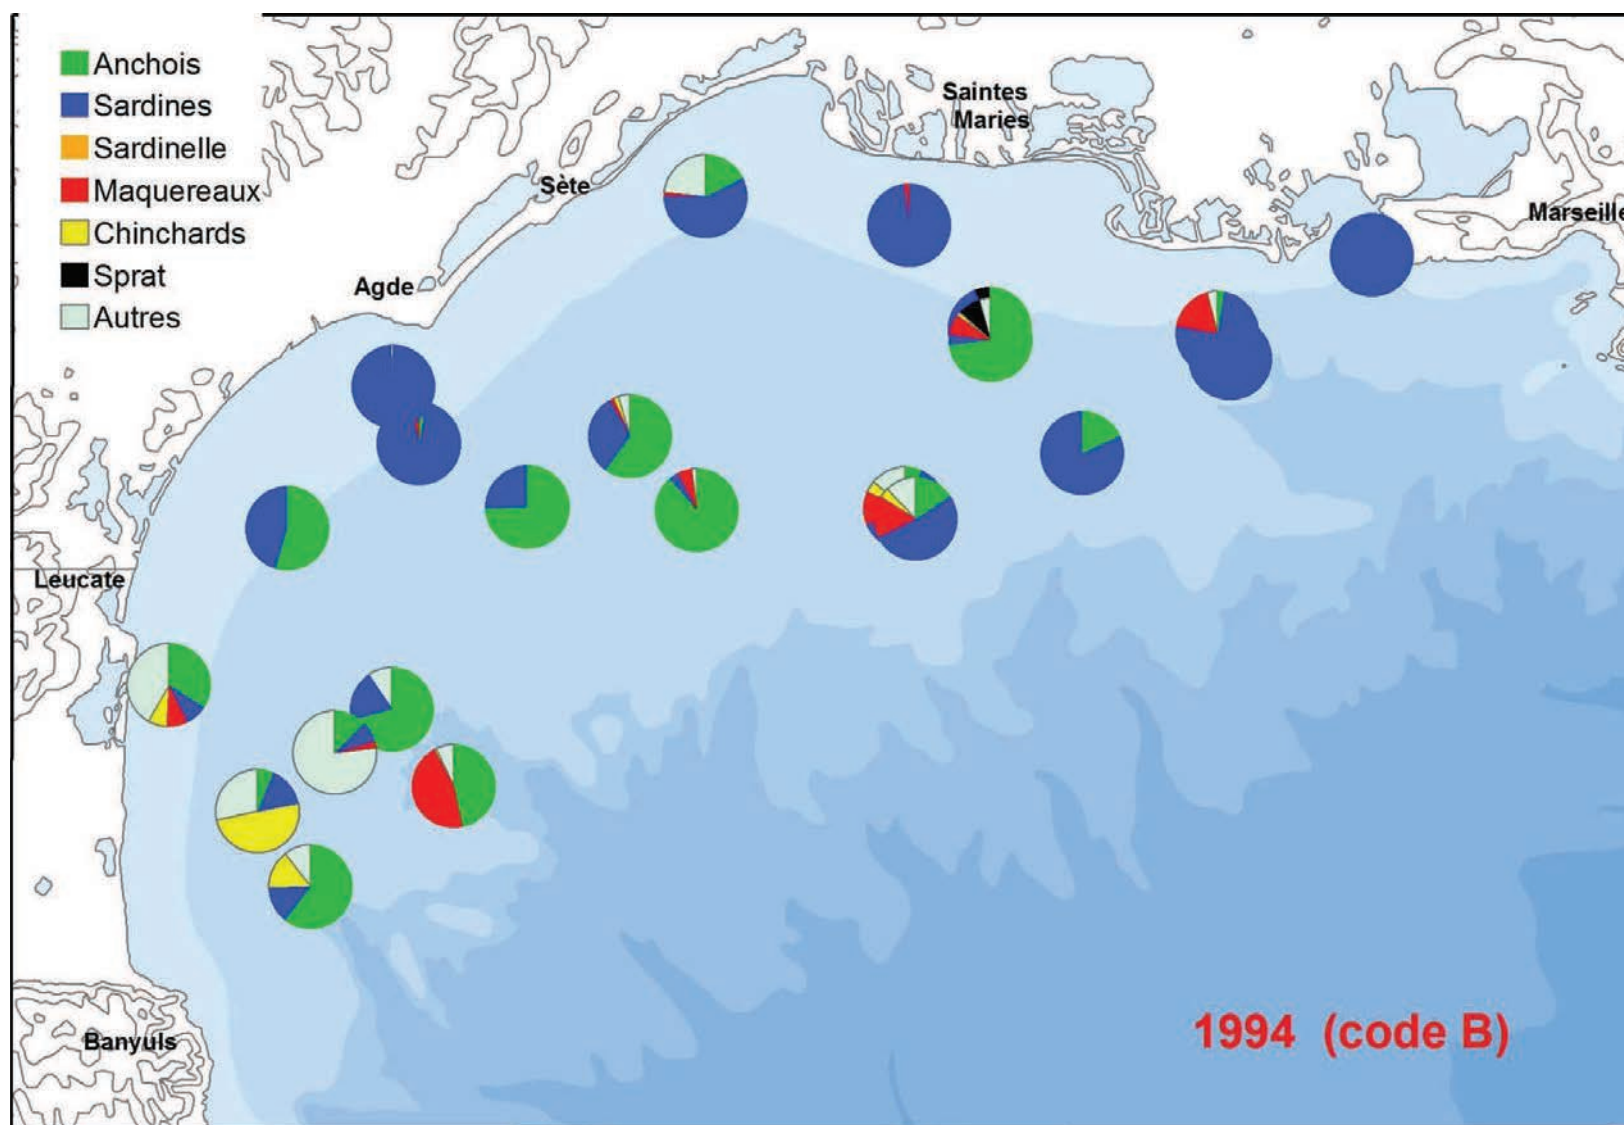 Anchois
Sardines
Sardinelle
Maquereaux
Chinchards
Sprat
Autres
Saintes
Maries
Sète
Marseille
Agde
Leucate
Banyuls
1994 (code B)